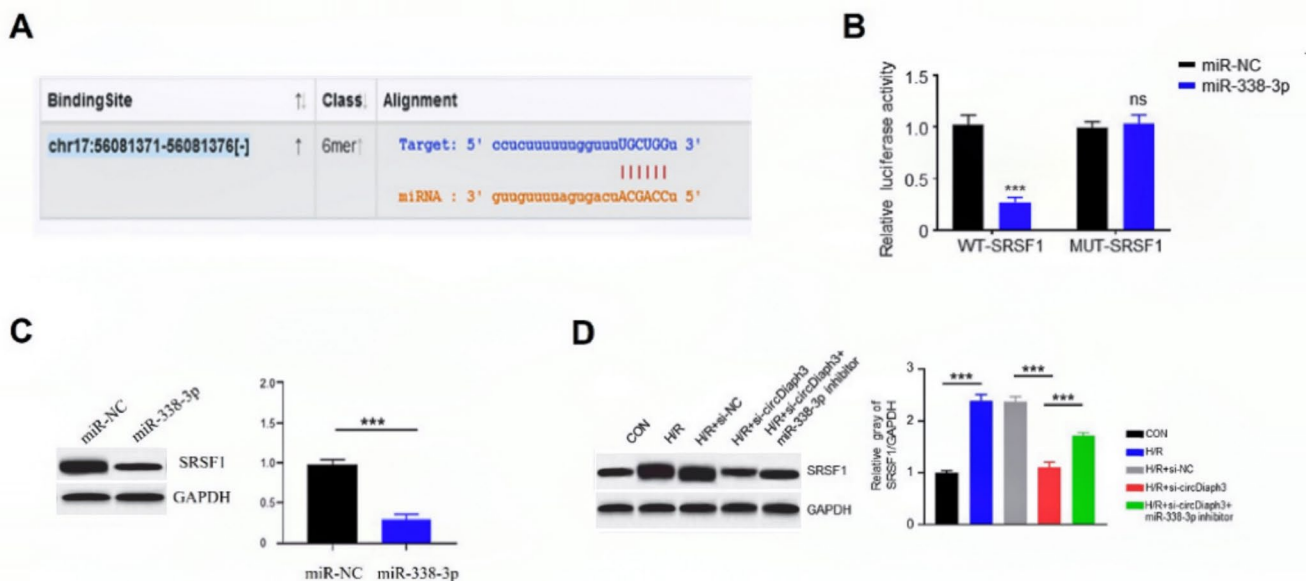 A
BindingSite
Class
Alignment
chr17:56081371-56081376[-]
6mer
Target: 5' ccucuuuuuugguuuUGCUGGu 3'
miRNA : 3' guuguuuuagugacuACGACCu 5'
B
miR-NC
miR-338-3p
Relative luciferase activity
1.5
1.0
0.5
0
***
ns
WT-SRSF1
MUT-SRSF1
C
miR-NC
miR-338-3p
SRSF1
GAPDH
2.0
1.5
1.0
0.5
0
***
miR-NC
miR-338-3p
D
CON
H/R
H/R+si-NC
H/R+si-circDiaph3
H/R+si-circDiaph3+
miR-338-3p inhibitor
SRSF1
GAPDH
Relative gray of
SRSF1/GAPDH
3
2
1
0
***
***
***
CON
H/R
H/R+si-NC
H/R+si-circDiaph3
H/R+si-circDiaph3+
miR-338-3p inhibitor